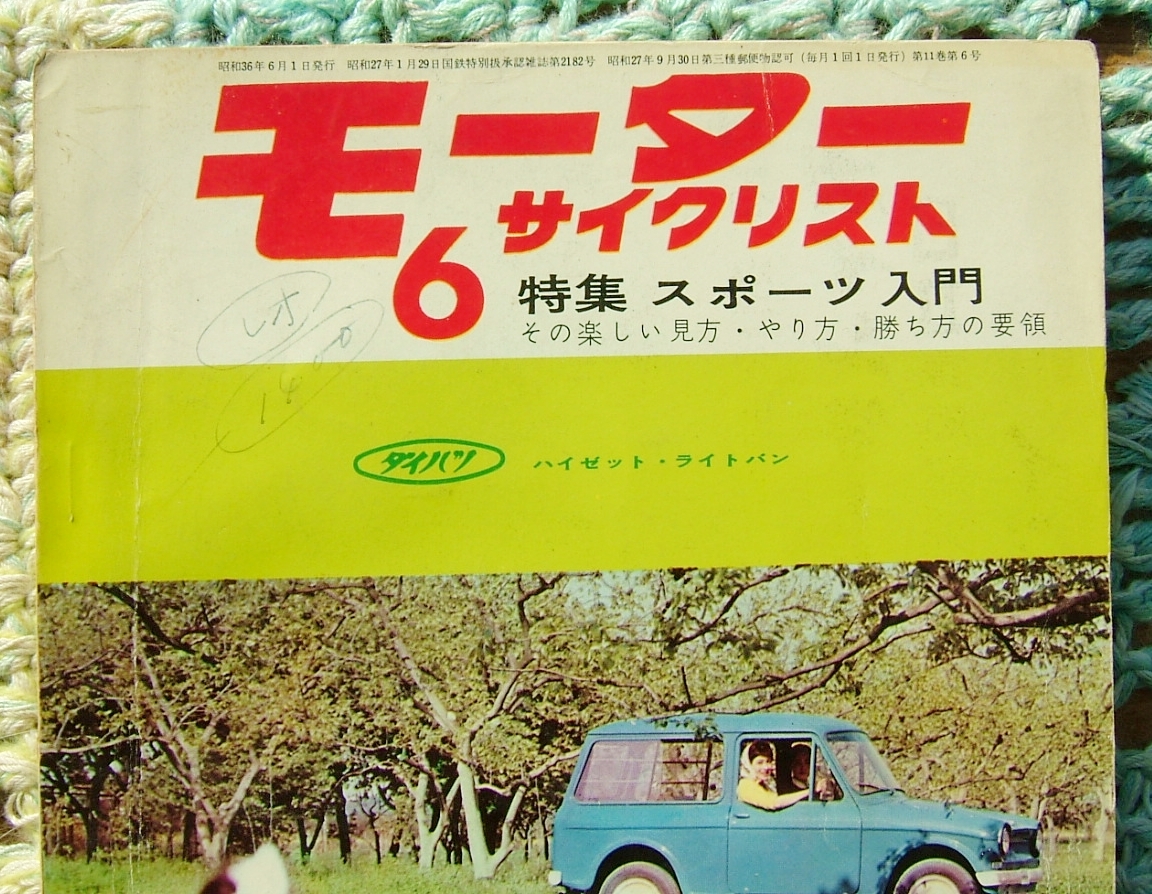 昭和36年6月1日発行 昭和27年1月29日国鉄特別扱承認雑誌第2182号 昭和27年9月30日第三種郵便物認可(毎月1回1日発行)第11巻第6号
モーター
サイクリスト
6
特集 スポーツ入門
その楽しい見方・やり方・勝ち方の要領
レオ
1400
ダイハツ ハイゼット・ライトバン